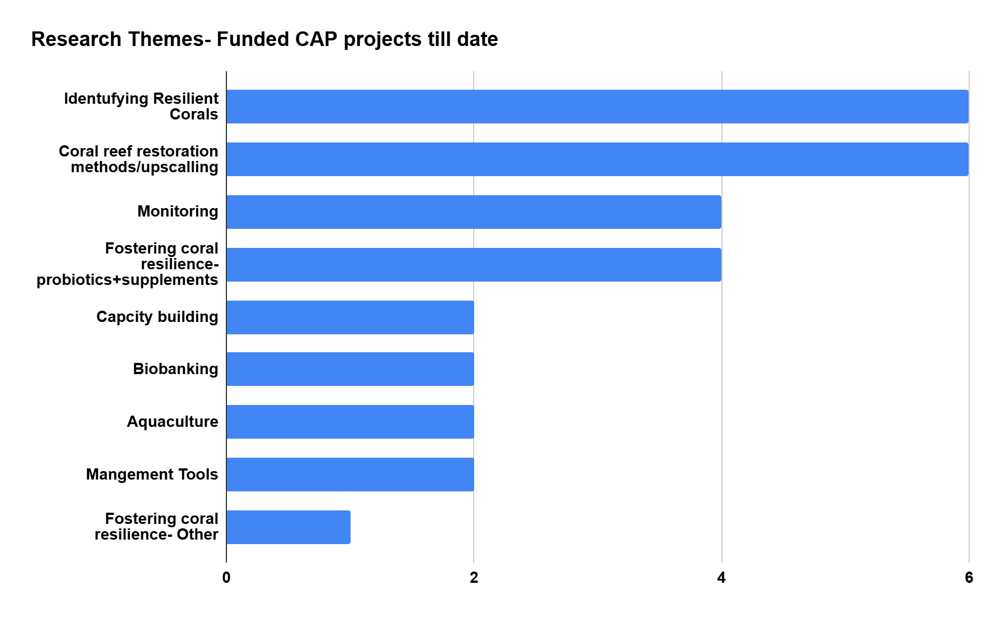 Research Themes- Funded CAP projects till date
Identufying Resilient
Corals
Coral reef restoration
methods/upscalling
Monitoring
Fostering coral
resilience-
probiotics+supplements
Capcity building
Biobanking
Aquaculture
Mangement Tools
Fostering coral
resilience- Other
0
2
4
6